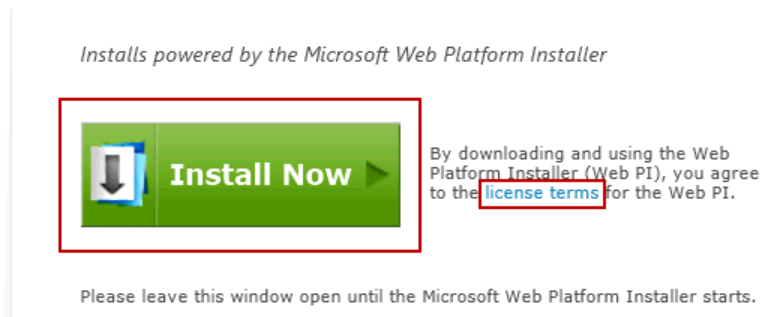 Installs powered by the Microsoft Web Platform Installer
Install Now
By downloading and using the Web
Platform Installer (Web PI), you agree
to the license terms for the Web PI.
Please leave this window open until the Microsoft Web Platform Installer starts.